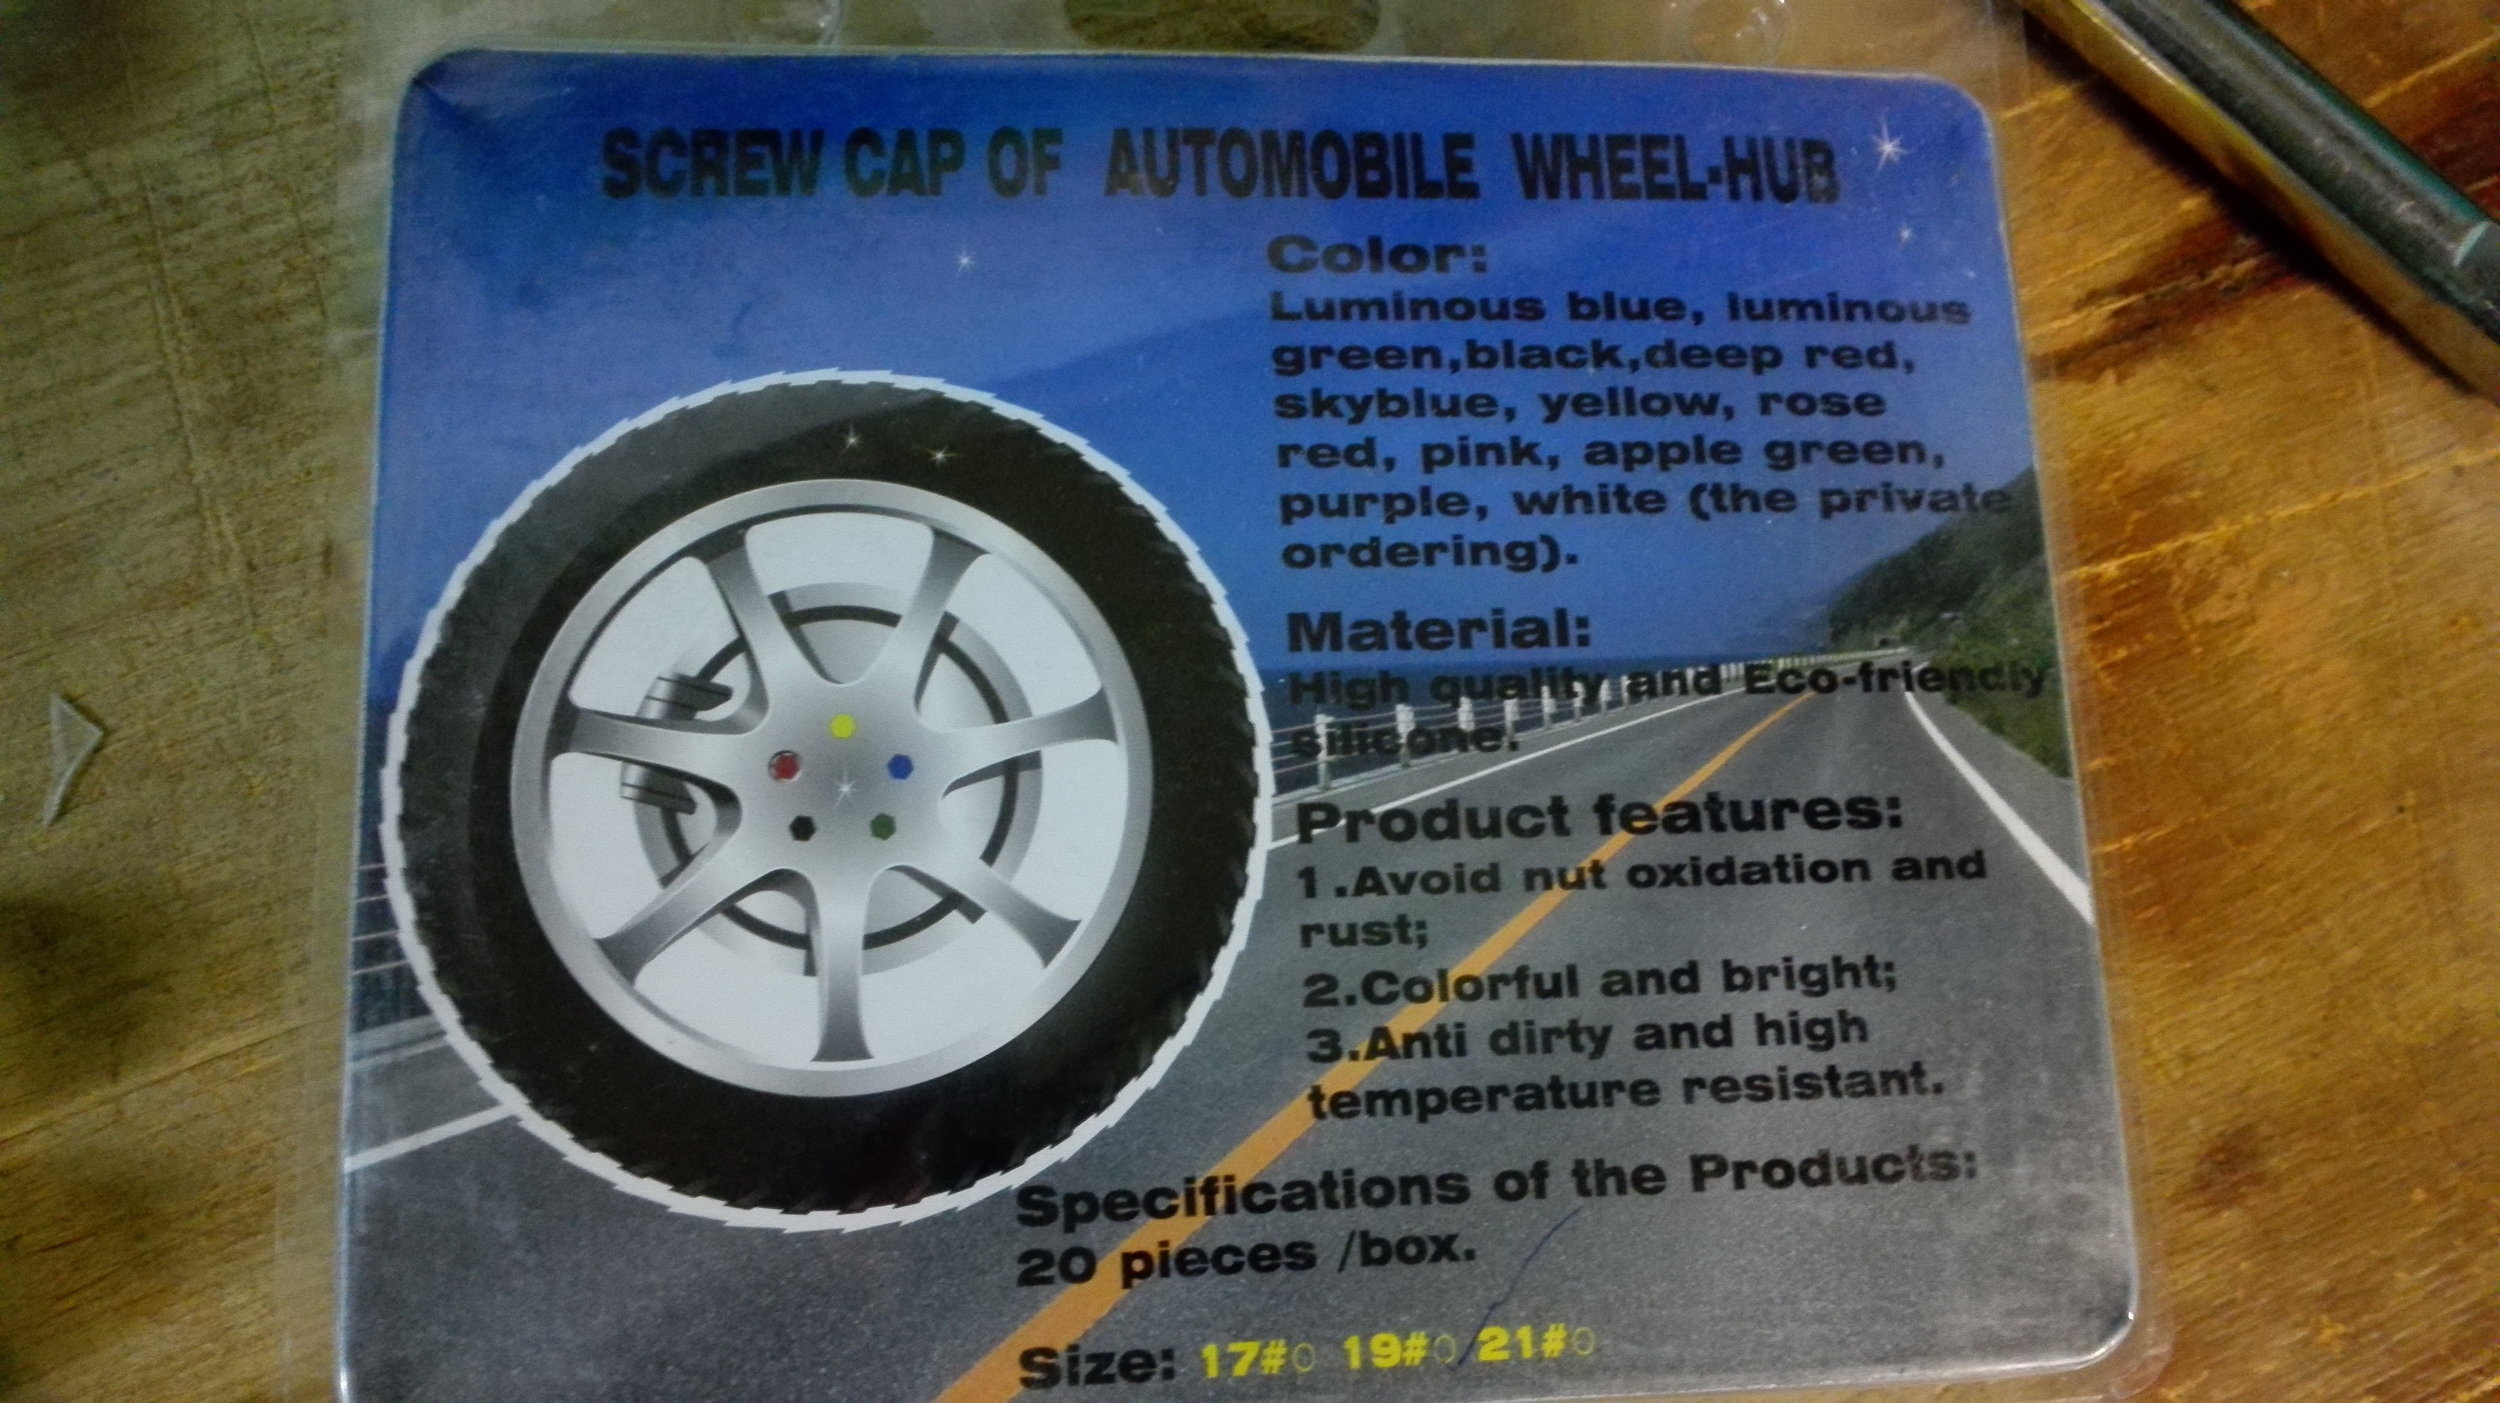 SCREW CAP OF AUTOMOBILE WHEEL-HUB
Color:
Luminous blue, luminous
green,black,deep red,
skyblue, yellow, rose
red, pink, apple green,
purple, white (the private
ordering).
Material:
High quality and Eco-friendly
silicone.
Product features:
1.Avoid nut oxidation and
rust;
2.Colorful and bright;
3.Anti dirty and high
temperature resistant.
Specifications of the Products:
20 pieces /box.
Size: 17#○ 19#○ 21#○